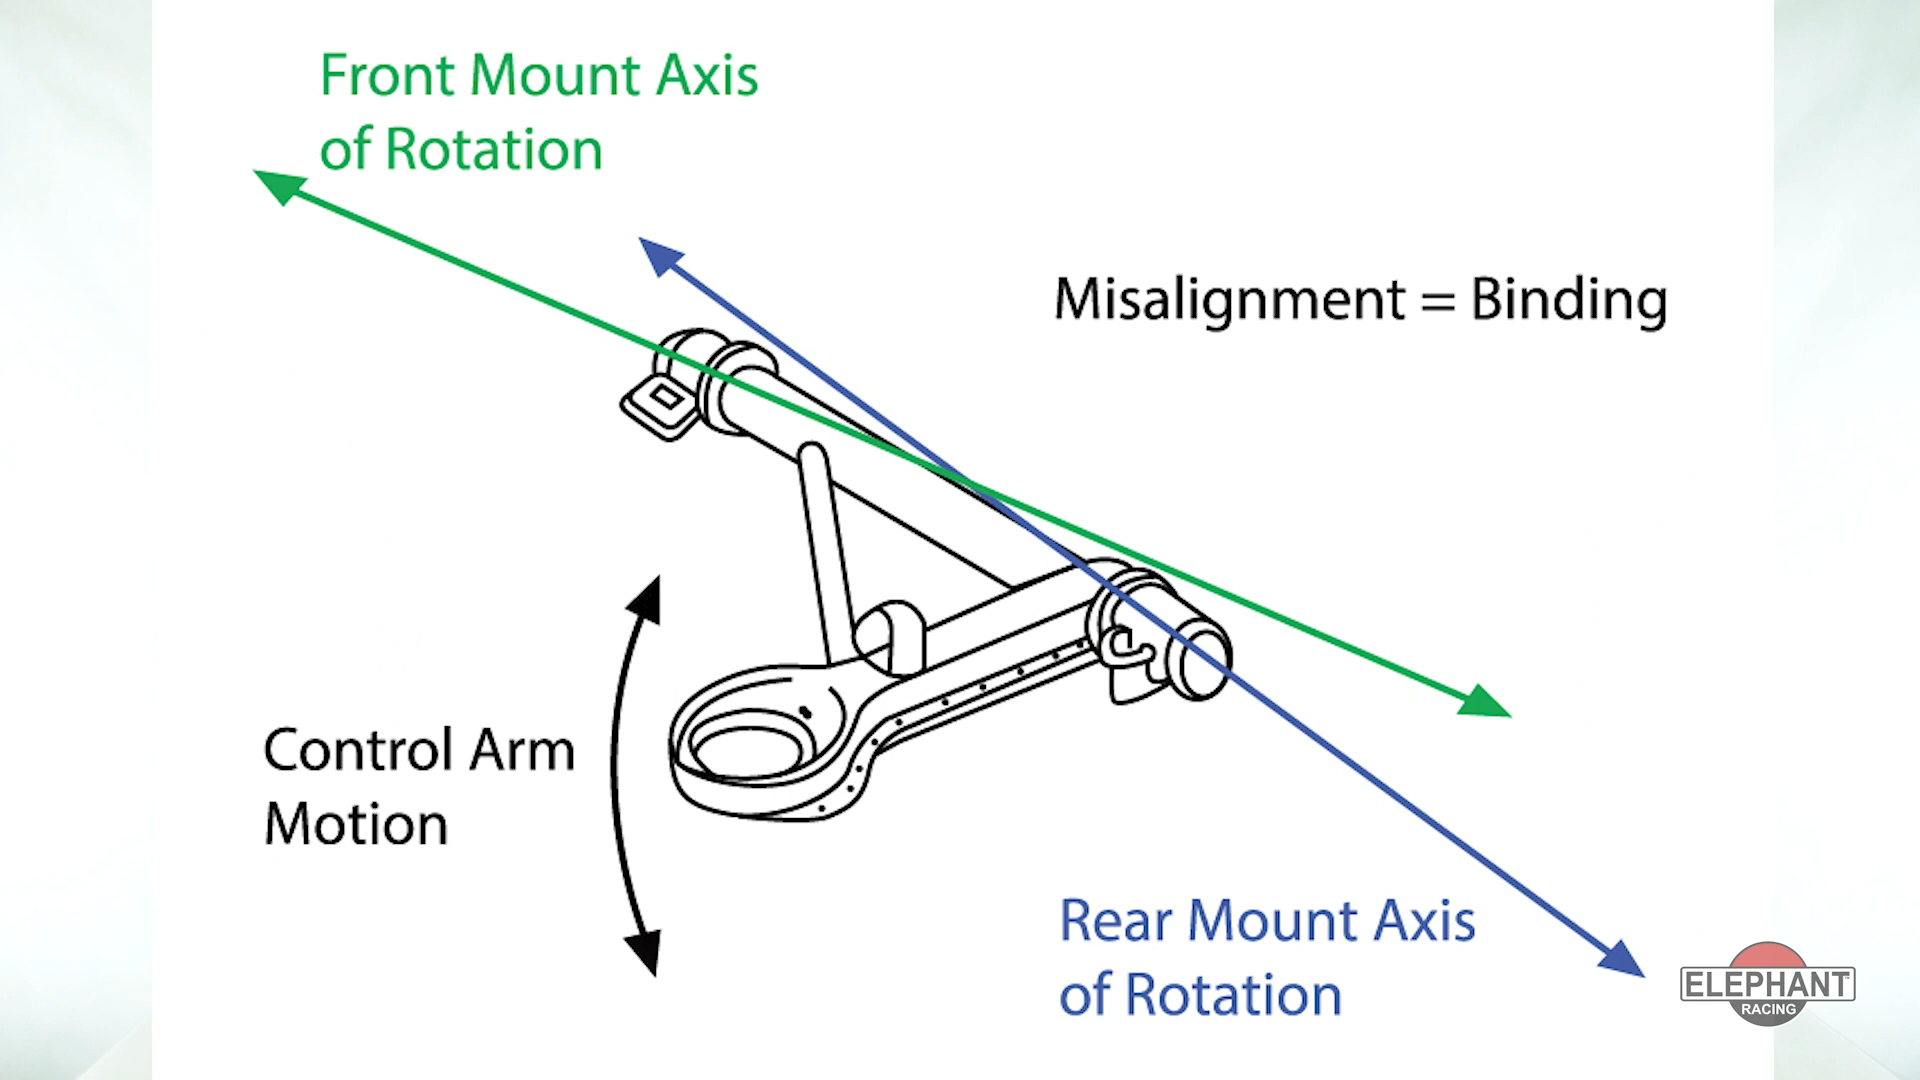 Front Mount Axis
of Rotation
Misalignment = Binding
Control Arm
Motion
Rear Mount Axis
of Rotation
ELEPHANT
RACING